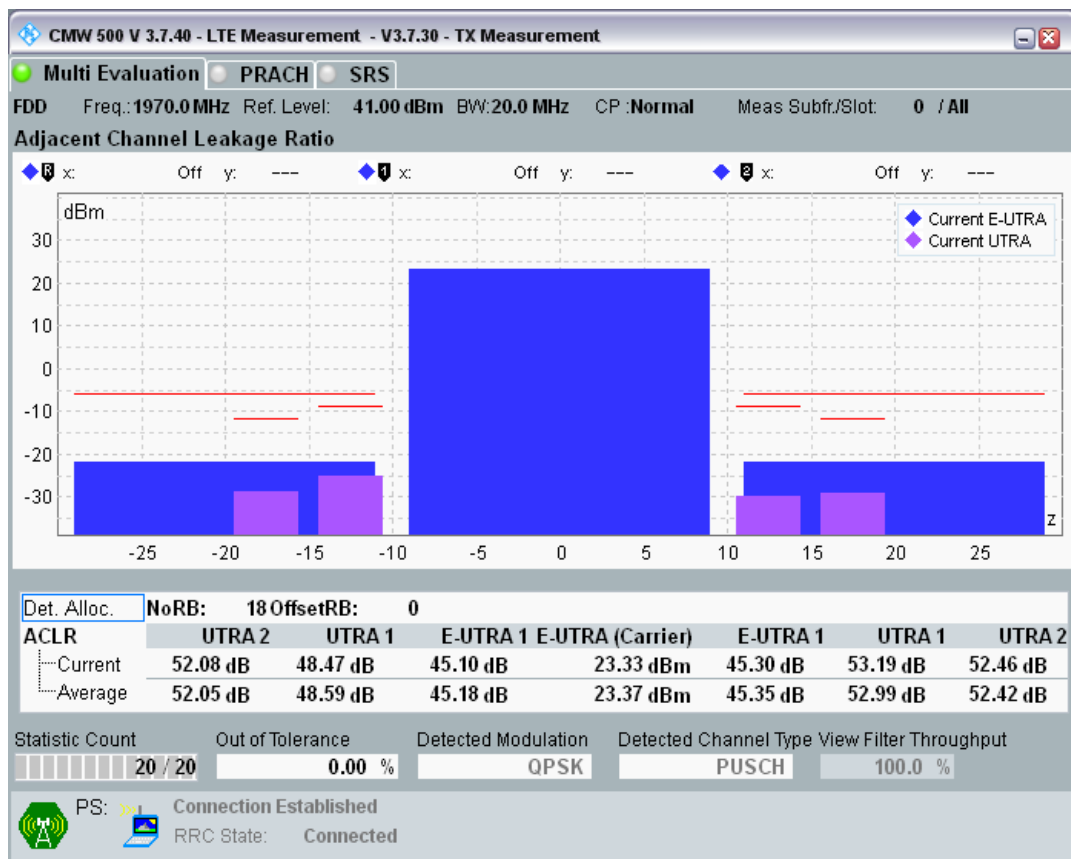 CMW 500 V 3.7.40 - LTE Measurement - V3.7.30 - TX Measurement
Multi Evaluation PRACH SRS
FDD Freq.:1970.0 MHz Ref. Level: 41.00 dBm BW:20.0 MHz CP :Normal Meas Subfr./Slot: 0 / All
Adjacent Channel Leakage Ratio
R x: Off y: --- 1 x: Off y: --- 2 x: Off y: ---
dBm
Current E-UTRA
Current UTRA
30
20
10
0
-10
-20
-30
z
-25 -20 -15 -10 -5 0 5 10 15 20 25
Det. Alloc. NoRB: 18 OffsetRB: 0
ACLR UTRA 2 UTRA 1 E-UTRA 1 E-UTRA (Carrier) E-UTRA 1 UTRA 1 UTRA 2
Current 52.08 dB 48.47 dB 45.10 dB 23.33 dBm 45.30 dB 53.19 dB 52.46 dB
Average 52.05 dB 48.59 dB 45.18 dB 23.37 dBm 45.35 dB 52.99 dB 52.42 dB
Statistic Count Out of Tolerance Detected Modulation Detected Channel Type View Filter Throughput
20 / 20 0.00 % QPSK PUSCH 100.0 %
PS: Connection Established
RRC State: Connected